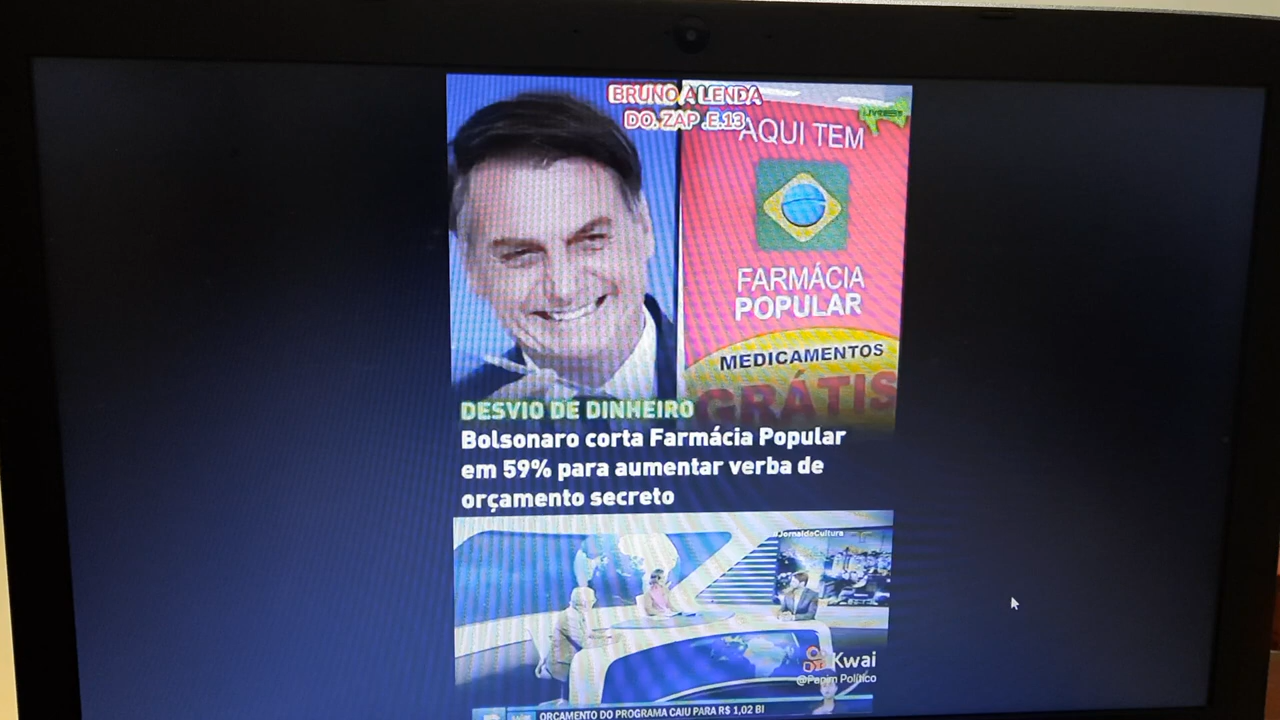 BRUNO A LENDA
DO. ZAP .E.13
AQUI TEM
FARMÁCIA
POPULAR
MEDICAMENTOS
GRÁTIS
DESVIO DE DINHEIRO
Bolsonaro corta Farmácia Popular
em 59% para aumentar verba de
orçamento secreto
#JornaldaCultura
Kwai
@Papim Político
ORÇAMENTO DO PROGRAMA CAIU PARA R$ 1,02 BI